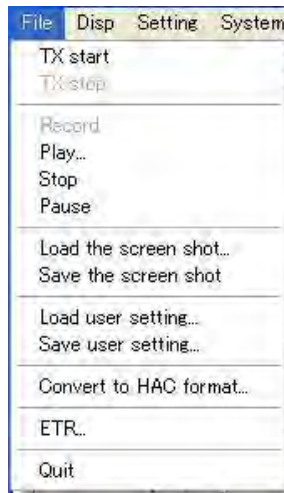 File Disp Setting System
TX start
TX stop
Record
Play...
Stop
Pause
Load the screen shot...
Save the screen shot
Load user setting...
Save user setting...
Convert to HAC format...
ETR...
Quit